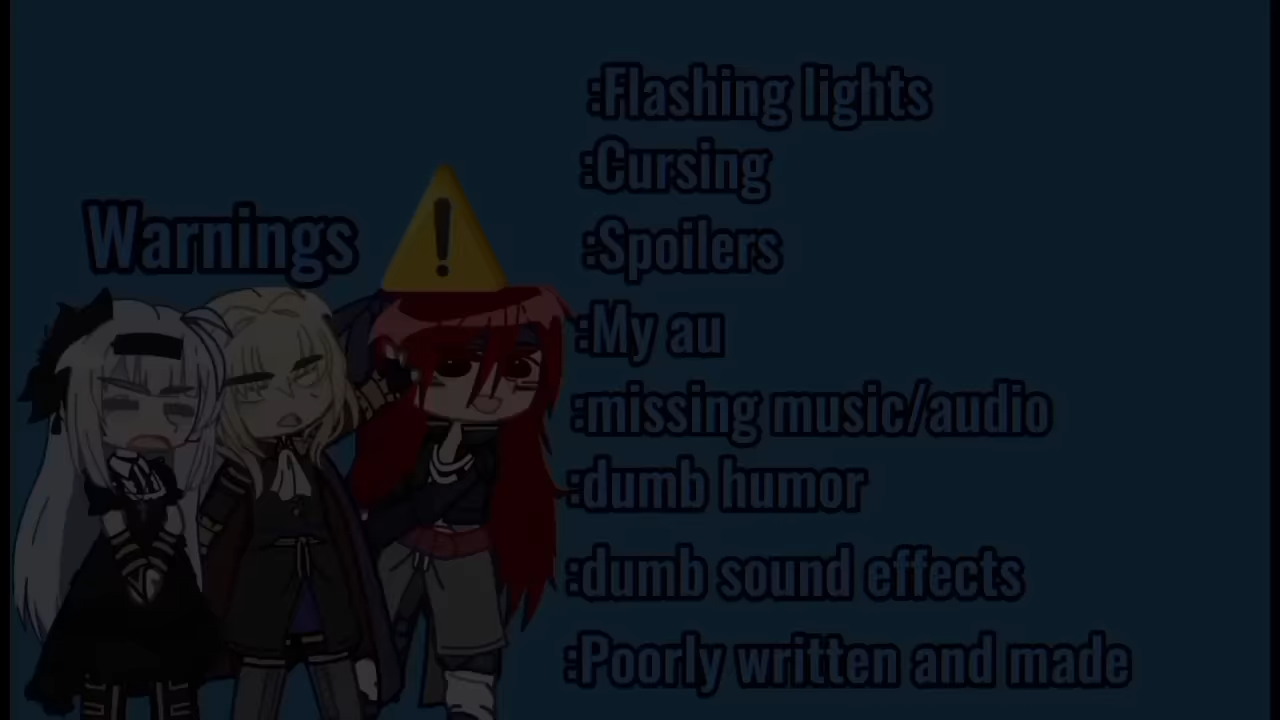 Warnings
:Flashing lights
:Cursing
:Spoilers
:My au
:missing music/audio
:dumb humor
:dumb sound effects
:Poorly written and made